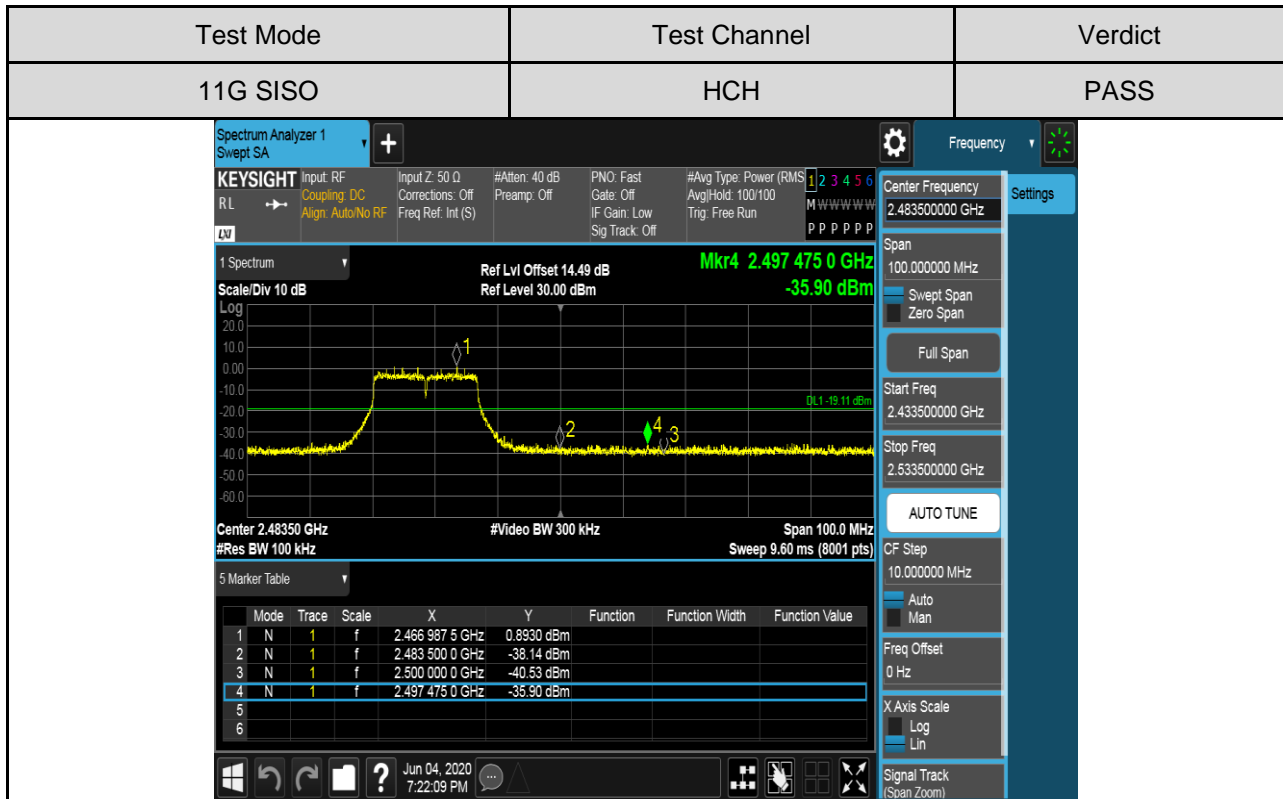 Test Mode Test Channel Verdict
11G SISO HCH PASS
Spectrum Analyzer 1
Swept SA
+
Frequency
KEYSIGHT Input: RF Input Z: 50 Ω #Atten: 40 dB PNO: Fast #Avg Type: Power (RMS 1 2 3 4 5 6
RL Coupling: DC Corrections: Off Preamp: Off Gate: Off Avg|Hold: 100/100 M W W W W W
Align: Auto/No RF Freq Ref: Int (S) IF Gain: Low Trig: Free Run
LXI Sig Track: Off P P P P P P
1 Spectrum Ref Lvl Offset 14.49 dB Mkr4 2.497 475 0 GHz
Scale/Div 10 dB Ref Level 30.00 dBm -35.90 dBm
Log
20.0
10.0
0.00
-10.0
-20.0
-30.0
-40.0
-50.0
-60.0
1
DL1 -19.11 dBm
2 4 3
Center 2.48350 GHz #Video BW 300 kHz Span 100.0 MHz
#Res BW 100 kHz Sweep 9.60 ms (8001 pts)
5 Marker Table
Mode Trace Scale X Y Function Function Width Function Value
1 N 1 f 2.466 987 5 GHz 0.8930 dBm
2 N 1 f 2.483 500 0 GHz -38.14 dBm
3 N 1 f 2.500 000 0 GHz -40.53 dBm
4 N 1 f 2.497 475 0 GHz -35.90 dBm
5
6
? Jun 04, 2020
7:22:09 PM
Center Frequency
2.483500000 GHz
Settings
Span
100.000000 MHz
Swept Span
Zero Span
Full Span
Start Freq
2.433500000 GHz
Stop Freq
2.533500000 GHz
AUTO TUNE
CF Step
10.000000 MHz
Auto
Man
Freq Offset
0 Hz
X Axis Scale
Log
Lin
Signal Track
(Span Zoom)